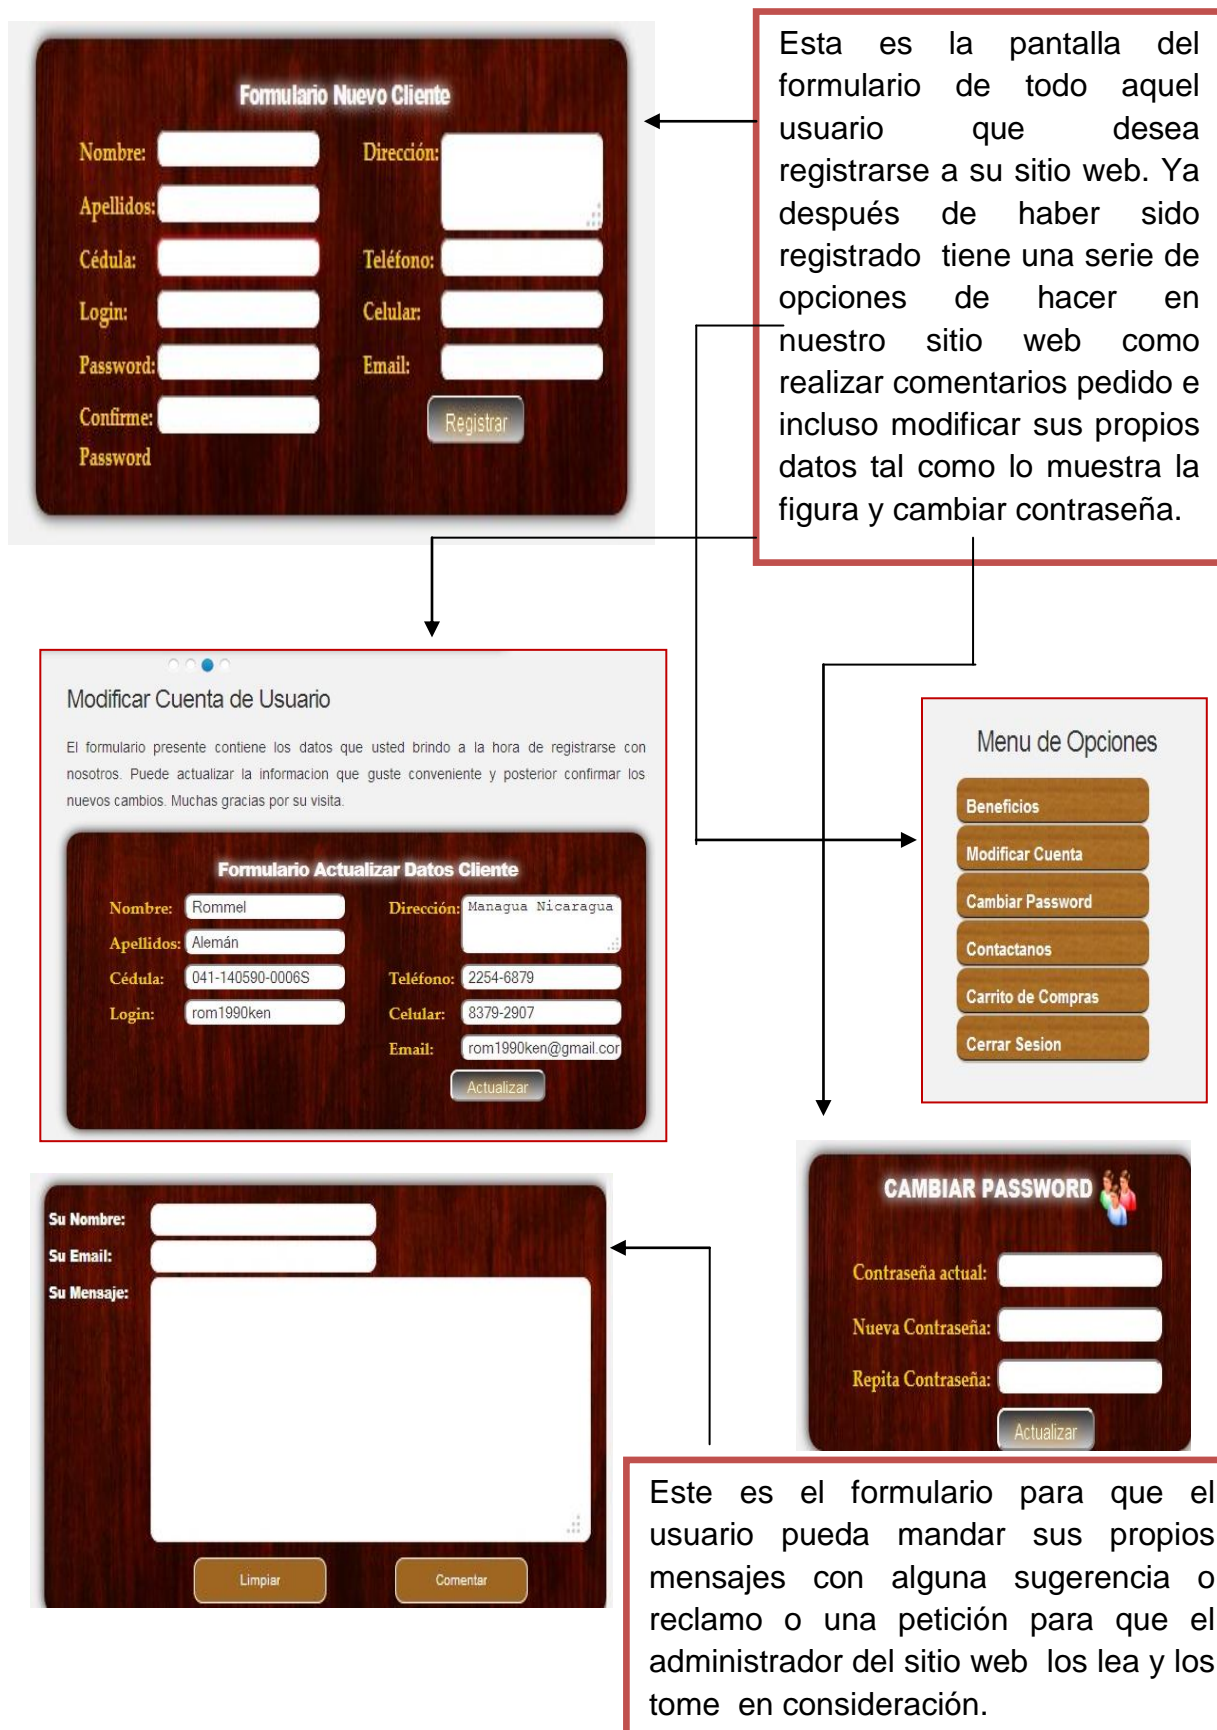 Formulario Nuevo Cliente
Nombre:
Apellidos:
Cédula:
Login:
Password:
Confirme:
Password
Dirección:
Teléfono:
Celular:
Email:
Registrar
Esta es la pantalla del
formulario de todo aquel
usuario que desea
registrarse a su sitio web. Ya
después de haber sido
registrado tiene una serie de
opciones de hacer en
nuestro sitio web como
realizar comentarios pedido e
incluso modificar sus propios
datos tal como lo muestra la
figura y cambiar contraseña.
Modificar Cuenta de Usuario
El formulario presente contiene los datos que usted brindo a la hora de registrarse con
nosotros. Puede actualizar la informacion que guste conveniente y posterior confirmar los
nuevos cambios. Muchas gracias por su visita.
Formulario Actualizar Datos Cliente
Nombre: Rommel
Apellidos: Alemán
Cédula: 041-140590-0006S
Login: rom1990ken
Dirección: Managua Nicaragua
Teléfono: 2254-6879
Celular: 8379-2907
Email: rom1990ken@gmail.cor
Actualizar
Menu de Opciones
Beneficios
Modificar Cuenta
Cambiar Password
Contactanos
Carrito de Compras
Cerrar Sesion
Su Nombre:
Su Email:
Su Mensaje:
Limpiar
Comentar
CAMBIAR PASSWORD
Contraseña actual:
Nueva Contraseña:
Repita Contraseña:
Actualizar
Este es el formulario para que el
usuario pueda mandar sus propios
mensajes con alguna sugerencia o
reclamo o una petición para que el
administrador del sitio web los lea y los
tome en consideración.